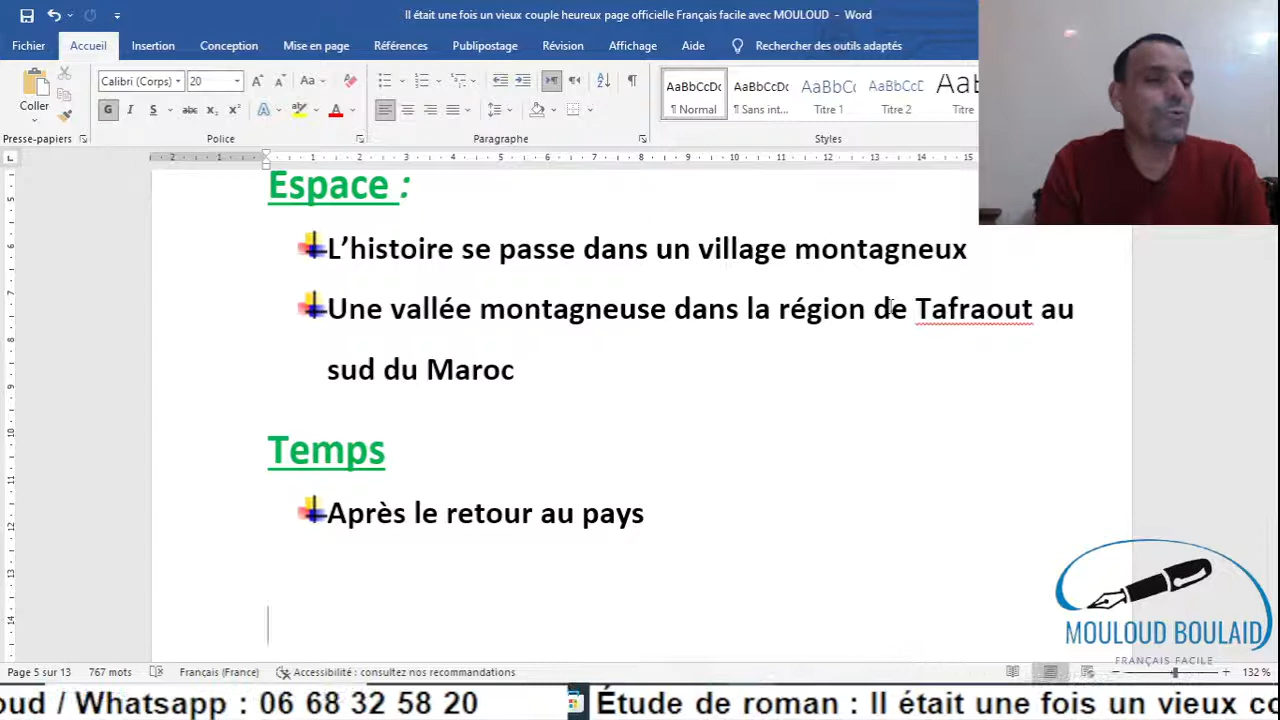 Il était une fois un vieux couple heureux page officielle Français facile avec MOULOUD - Word
Fichier Accueil Insertion Conception Mise en page Références Publipostage Révision Affichage Aide Rechercher des outils adaptés
Coller
Calibri (Corps) 20
AaBbCcDc AaBbCcDc AaBbCc AaBbCcD Aa
¶ Normal ¶ Sans int... Titre 1 Titre 2 Titre
Presse-papiers Police Paragraphe Styles
Espace :
L’histoire se passe dans un village montagneux
Une vallée montagneuse dans la région de Tafraout au
sud du Maroc
Temps
Après le retour au pays
MOULOUD BOULAID
FRANÇAIS FACILE
Page 5 sur 13 767 mots Français (France) Accessibilité : consultez nos recommandations 132 %
oud / Whatsapp : 06 68 32 58 20 Étude de roman : Il était une fois un vieux co